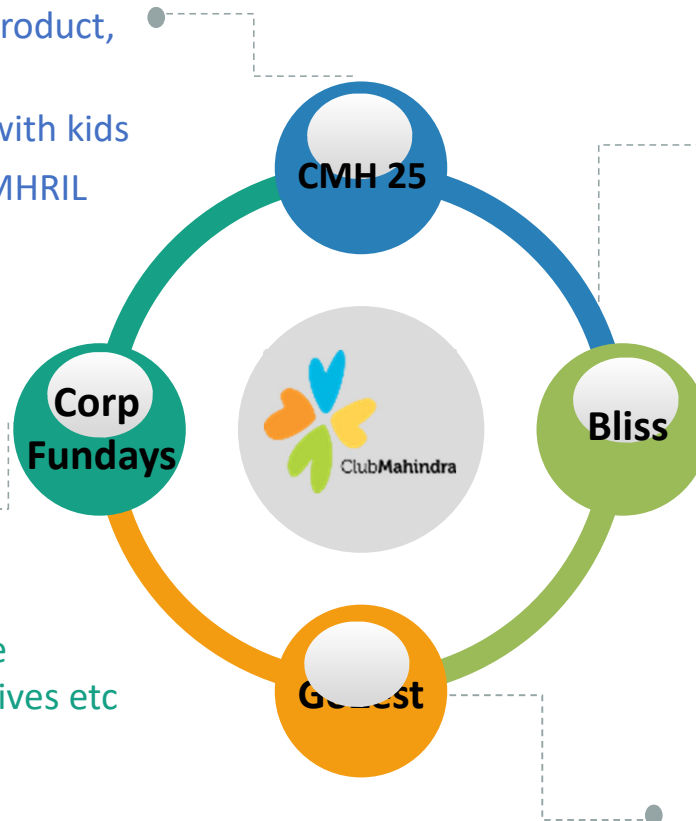 roduct,
with kids
MHRIL
CMH 25
Corp
Fundays
Bliss
ClubMahindra
e
ives etc